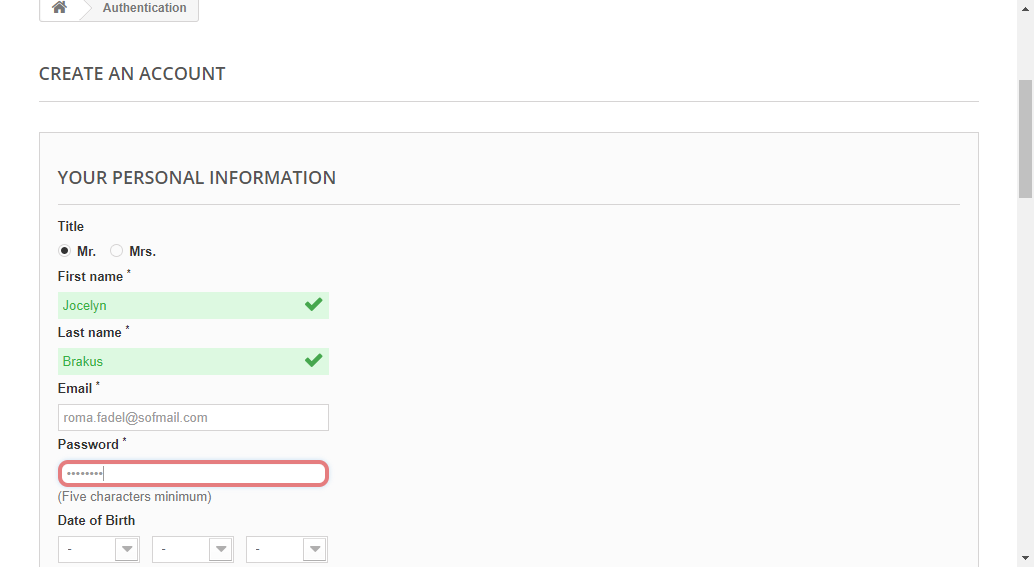 Authentication
CREATE AN ACCOUNT
YOUR PERSONAL INFORMATION
Title
Mr. Mrs.
First name *
Jocelyn
Last name *
Brakus
Email *
roma.fadel@sofmail.com
Password *
••••••••
(Five characters minimum)
Date of Birth
- - -